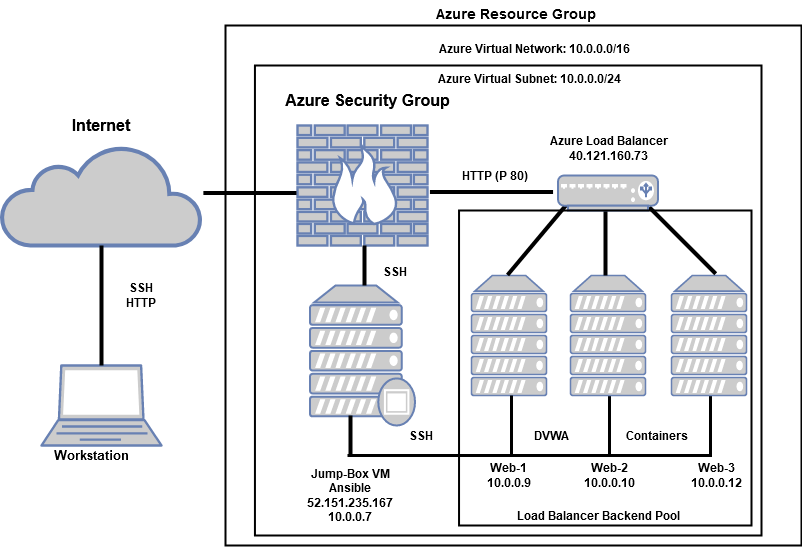 Azure Resource Group
Azure Virtual Network: 10.0.0.0/16
Azure Virtual Subnet: 10.0.0.0/24
Azure Security Group
Internet
Azure Load Balancer
40.121.160.73
HTTP (P 80)
SSH
SSH
HTTP
Workstation
SSH
DVWA
Containers
Jump-Box VM
Ansible
52.151.235.167
10.0.0.7
Web-1
10.0.0.9
Web-2
10.0.0.10
Web-3
10.0.0.12
Load Balancer Backend Pool